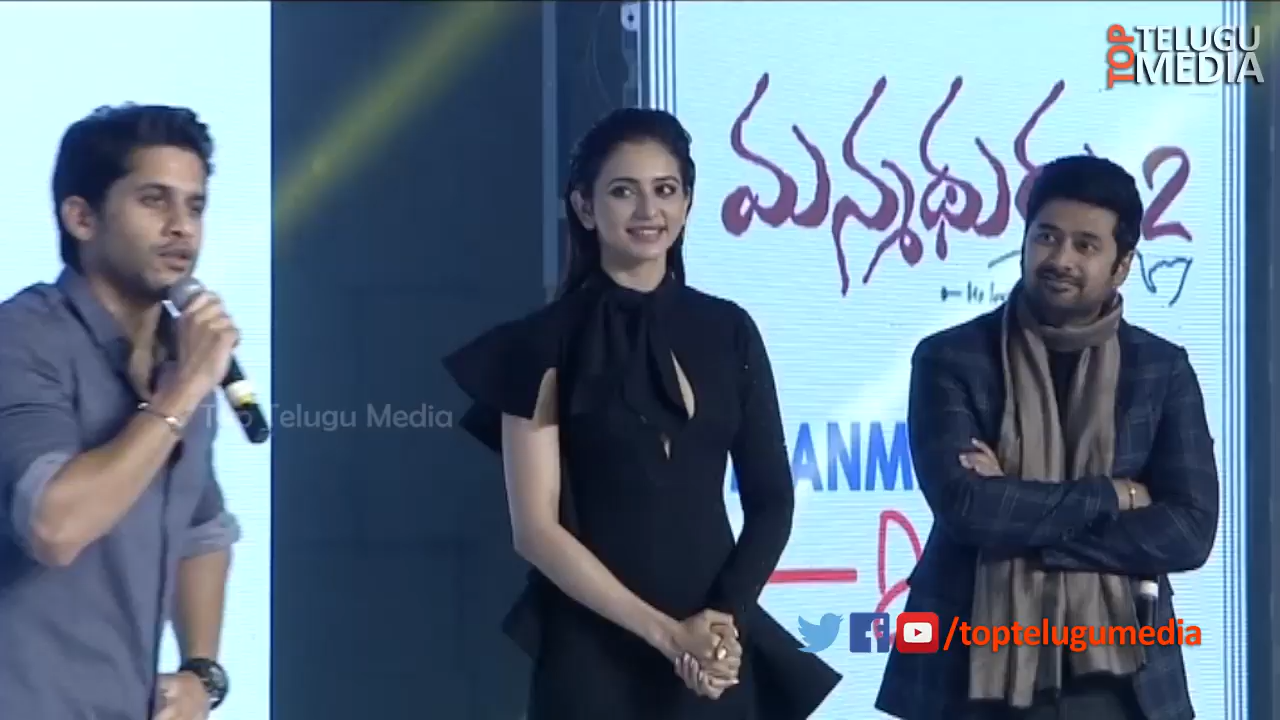 TOP TELUGU
MEDIA
మన్మథుడు 2
Top Telugu Media
/toptelugumedia